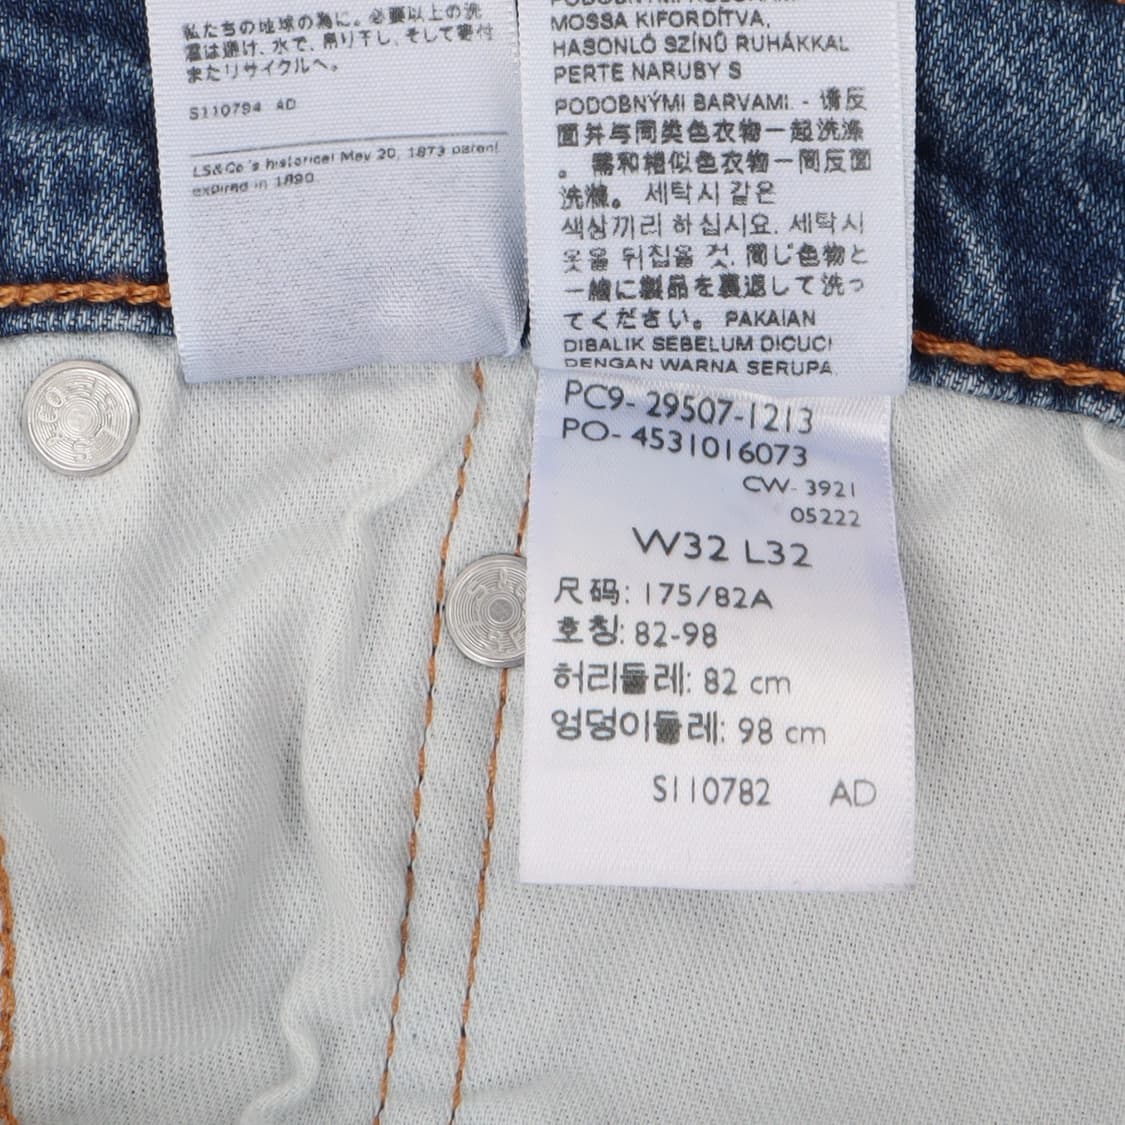 私たちの地球の為に。必要以上の洗
濯は避け、水で、吊り干し、そして寄付
またリサイクルへ。
S110794 AD
LS&Co's historical May 20, 1873 patent
expired in 1890
MOSSA KIFORDÍTVA,
HASONLÓ SZÍNŰ RUHÁKKAL
PERTE NARUBY S
PODOBNÝMI BARVAMI. - 请反
面并与同类色衣物一起洗涤
。需和相似色衣物一同反面
洗滌。 세탁시 같은
색상끼리 하십시요. 세탁시
옷을 뒤집을 것. 同じ色物と
一緒に製品を裏返して洗っ
てください。 PAKAIAN
DIBALIK SEBELUM DICUCI
DENGAN WARNA SERUPA.
PC9-29507-1213
PO-4531016073
CW-3921
05222
W32 L32
尺码: 175/82A
호칭: 82-98
허리둘레: 82 cm
엉덩이둘레: 98 cm
S110782 AD